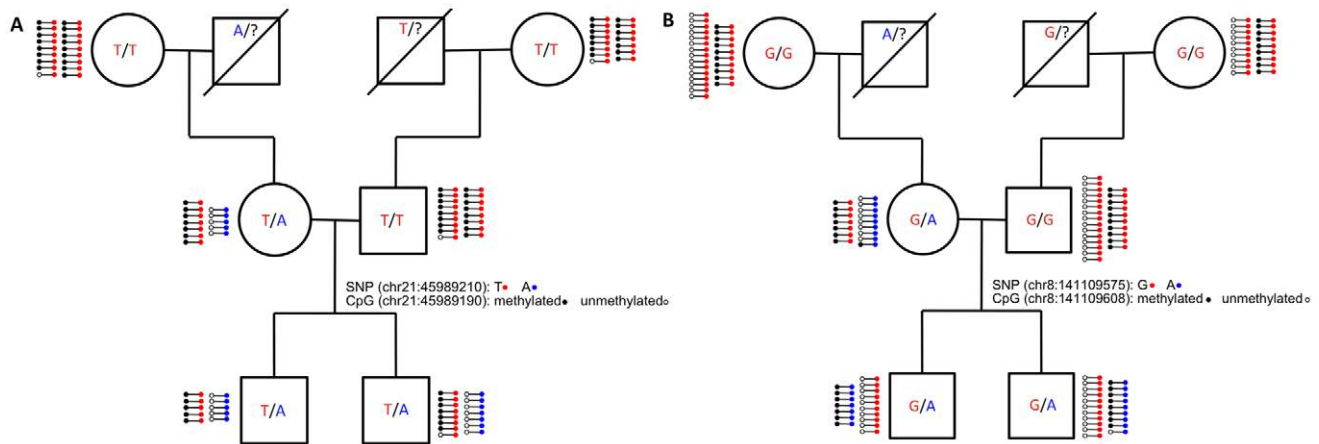 A
T/T
A/?
T/?
T/T
T/A
T/T
SNP (chr21:45989210): T A
CpG (chr21:45989190): methylated unmethylated
T/A
T/A
B
G/G
A/?
G/?
G/G
G/A
G/G
SNP (chr8:141109575): G A
CpG (chr8:141109608): methylated unmethylated
G/A
G/A